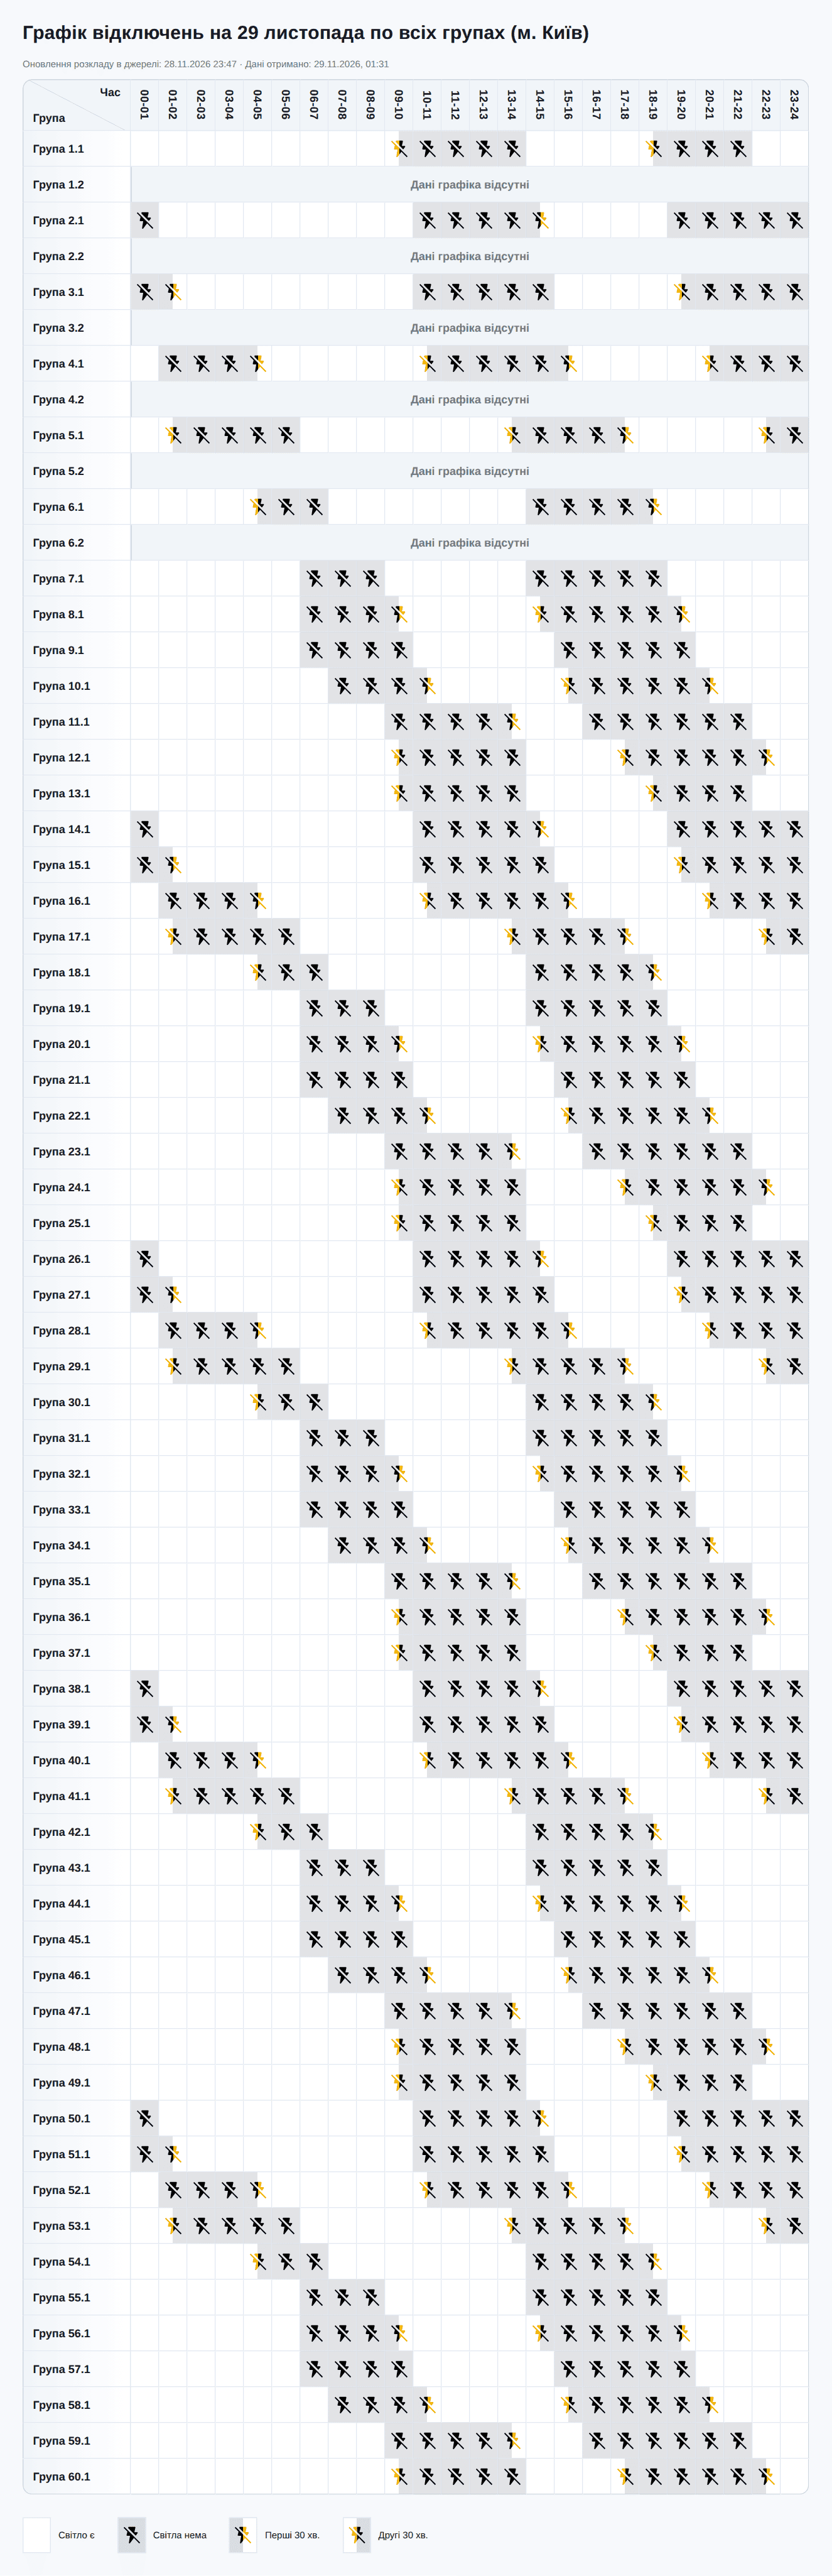 Графік відключень на 29 листопада по всіх групах (м. Київ)
Оновлення розкладу в джерелі: 28.11.2026 23:47 · Дані отримано: 29.11.2026, 01:31
Час
Група
00-01 01-02 02-03 03-04 04-05 05-06 06-07 07-08 08-09 09-10 10-11 11-12 12-13 13-14 14-15 15-16 16-17 17-18 18-19 19-20 20-21 21-22 22-23 23-24
Група 1.1
Група 1.2 Дані графіка відсутні
Група 2.1
Група 2.2 Дані графіка відсутні
Група 3.1
Група 3.2 Дані графіка відсутні
Група 4.1
Група 4.2 Дані графіка відсутні
Група 5.1
Група 5.2 Дані графіка відсутні
Група 6.1
Група 6.2 Дані графіка відсутні
Група 7.1
Група 8.1
Група 9.1
Група 10.1
Група 11.1
Група 12.1
Група 13.1
Група 14.1
Група 15.1
Група 16.1
Група 17.1
Група 18.1
Група 19.1
Група 20.1
Група 21.1
Група 22.1
Група 23.1
Група 24.1
Група 25.1
Група 26.1
Група 27.1
Група 28.1
Група 29.1
Група 30.1
Група 31.1
Група 32.1
Група 33.1
Група 34.1
Група 35.1
Група 36.1
Група 37.1
Група 38.1
Група 39.1
Група 40.1
Група 41.1
Група 42.1
Група 43.1
Група 44.1
Група 45.1
Група 46.1
Група 47.1
Група 48.1
Група 49.1
Група 50.1
Група 51.1
Група 52.1
Група 53.1
Група 54.1
Група 55.1
Група 56.1
Група 57.1
Група 58.1
Група 59.1
Група 60.1
Світло є Світла нема Перші 30 хв. Другі 30 хв.